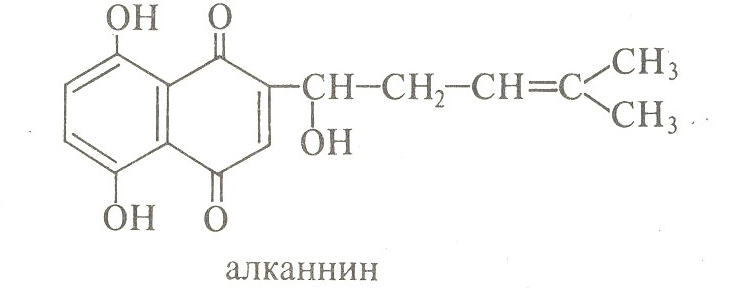 OH O
CH–CH₂–CH=C CH₃
CH₃
OH
OH O
алканнин